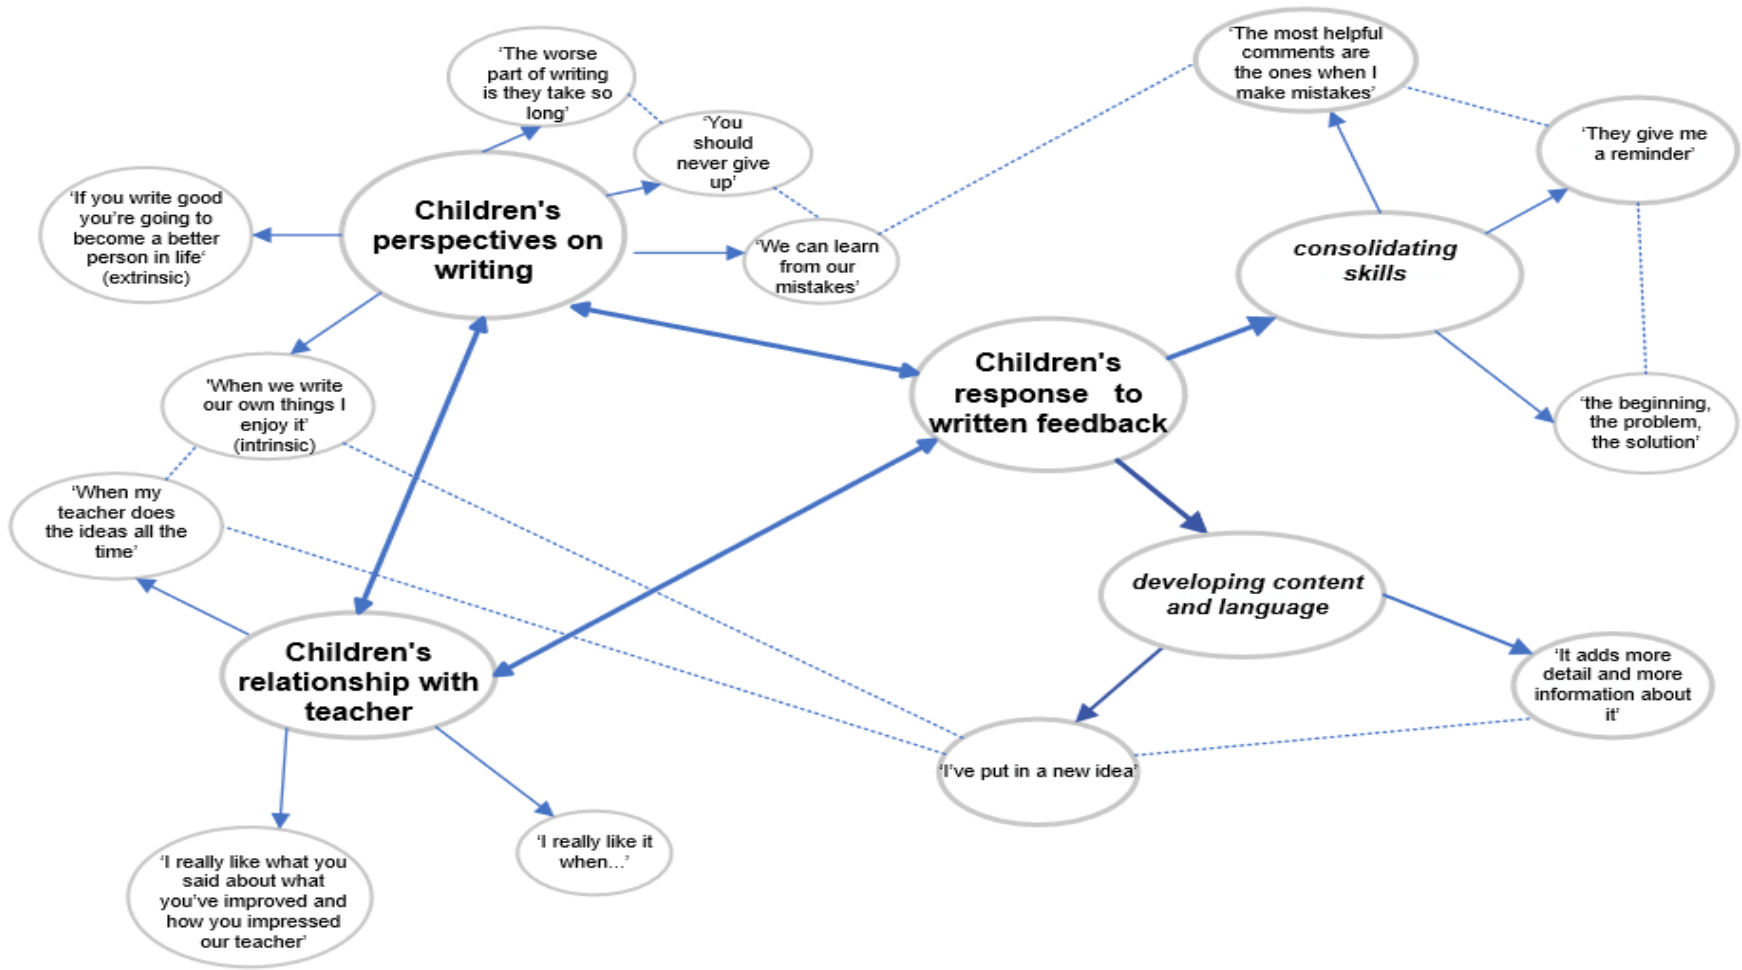 ‘The worse
part of writing
is they take so
long’
‘You
should
never give
up’
‘We can learn
from our
mistakes’
‘If you write good
you’re going to
become a better
person in life‘
(extrinsic)
Children's
perspectives on
writing
'When we write
our own things I
enjoy it’
(intrinsic)
‘When my
teacher does
the ideas all the
time’
Children's
relationship with
teacher
‘I really like what you
said about what
you’ve improved and
how you impressed
our teacher’
‘I really like it
when...’
Children's
response to
written feedback
consolidating
skills
‘The most helpful
comments are
the ones when I
make mistakes’
‘They give me
a reminder’
‘the beginning,
the problem,
the solution’
developing content
and language
‘It adds more
detail and more
information about
it’
‘I’ve put in a new idea’